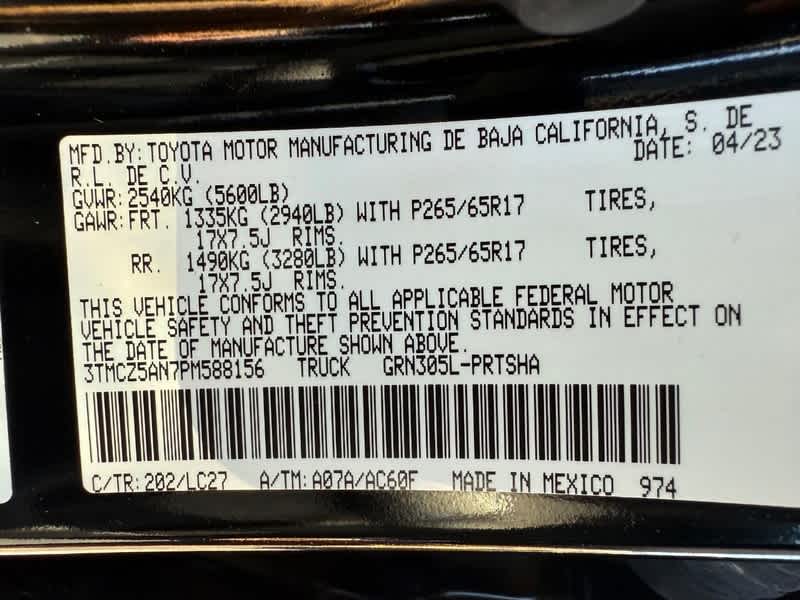 MFD.BY: TOYOTA MOTOR MANUFACTURING DE BAJA CALIFORNIA, S. DE
R.L. DE C.V. DATE: 04/23
GVWR: 2540KG (5600LB)
GAWR: FRT. 1335KG (2940LB) WITH P265/65R17 TIRES,
17X7.5J RIMS.
RR. 1490KG (3280LB) WITH P265/65R17 TIRES,
17X7.5J RIMS.
THIS VEHICLE CONFORMS TO ALL APPLICABLE FEDERAL MOTOR
VEHICLE SAFETY AND THEFT PREVENTION STANDARDS IN EFFECT ON
THE DATE OF MANUFACTURE SHOWN ABOVE.
3TMCZ5AN7PM588156 TRUCK GRN305L-PRTSHA
C/TR: 202/LC27 A/TM: A07A/AC60F MADE IN MEXICO 974